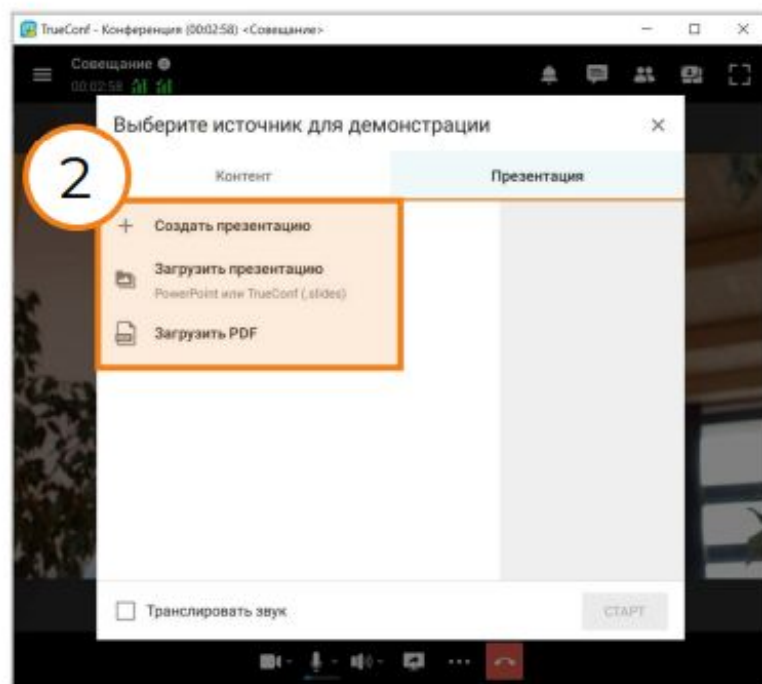 TrueConf - Конференция (00:02:58) <Совещание>
Совещание
00:02:58
Выберите источник для демонстрации
2
Контент
Презентация
Создать презентацию
Загрузить презентацию
PowerPoint или TrueConf (.slides)
Загрузить PDF
Транслировать звук
СТАРТ